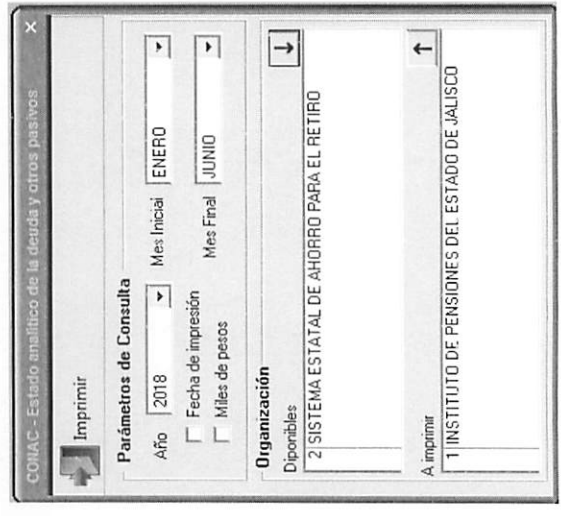 CONAC - Estado analítico de la deuda y otros pasivos
Imprimir
Parámetros de Consulta
Año 2018 Mes Inicial ENERO
Fecha de impresión Mes Final JUNIO
Miles de pesos
Organización
Diponibles
2 SISTEMA ESTATAL DE AHORRO PARA EL RETIRO
A imprimir
1 INSTITUTO DE PENSIONES DEL ESTADO DE JALISCO